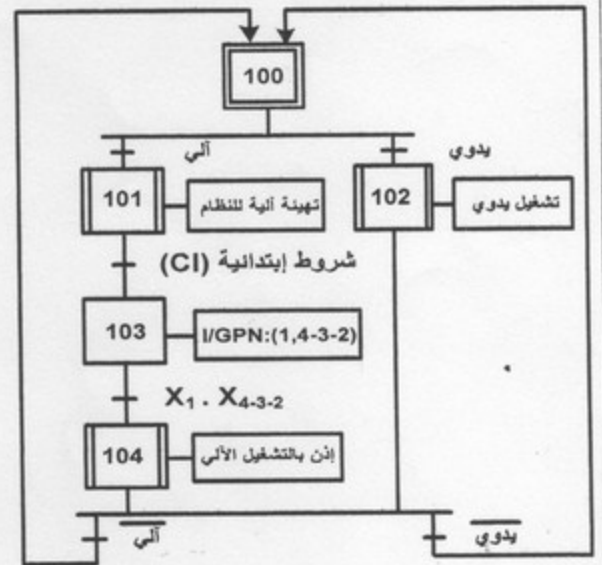 100
آلي
يدوي
101
تهيئة آلية للنظام
102
تشغيل يدوي
شروط إبتدائية (CI)
103
I/GPN:(1,4-3-2)
X₁ . X₄₋₃₋₂
104
إذن بالتشغيل الآلي
آلي
يدوي